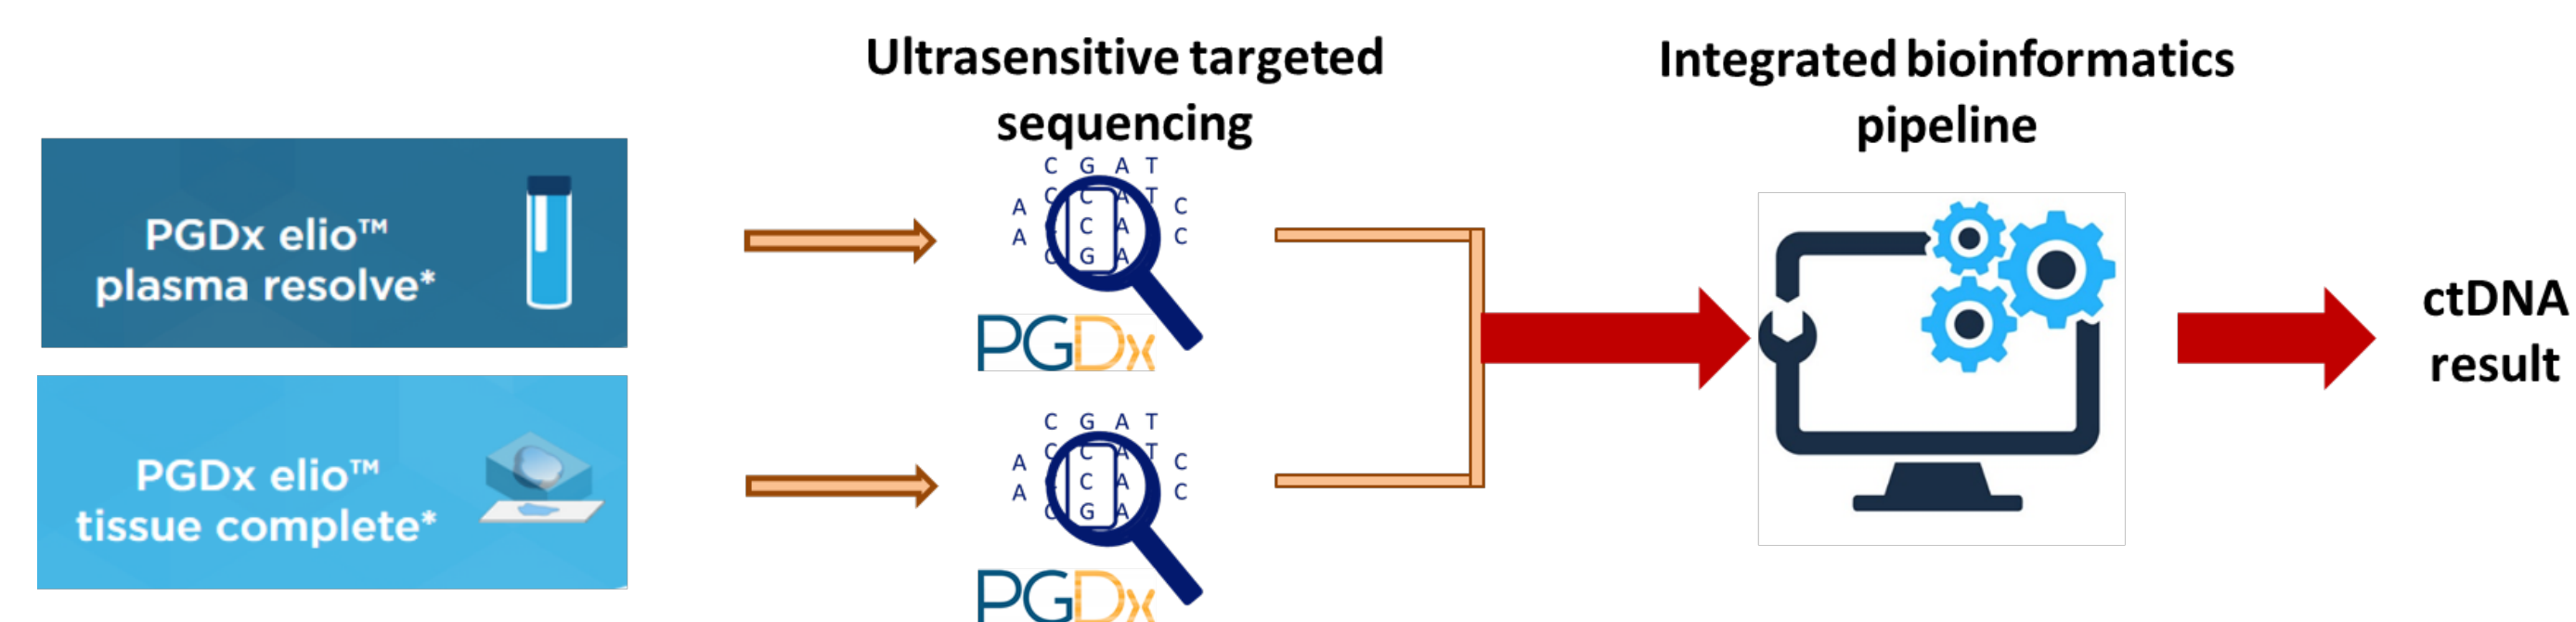 Ultrasensitive targeted
sequencing
Integrated bioinformatics
pipeline
PGDx elio™
plasma resolve*
C G A T
A C C A T C
A C C A C
C G A
PGDx
ctDNA
result
PGDx elio™
tissue complete*
C G A T
A C C A T C
A C C A C
C G A
PGDx